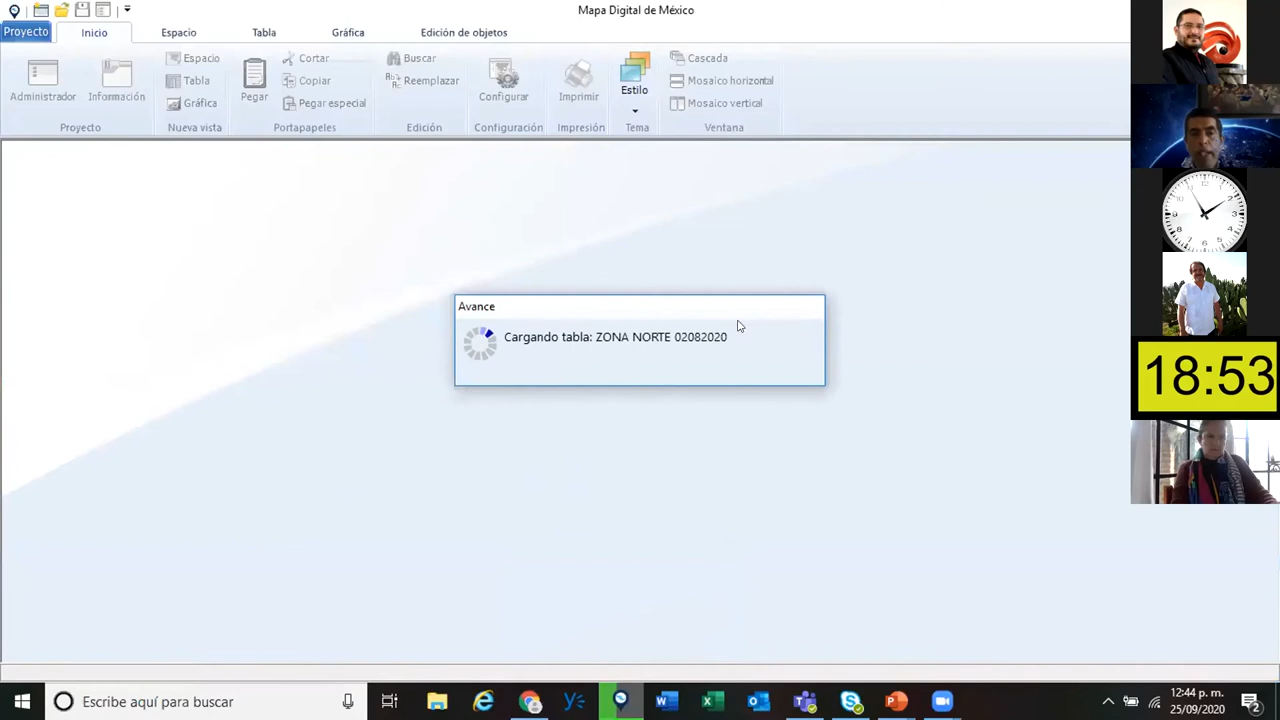 Mapa Digital de México
Proyecto Inicio Espacio Tabla Gráfica Edición de objetos
Administrador Información
Proyecto
Espacio
Tabla
Gráfica
Nueva vista
Pegar
Cortar
Copiar
Pegar especial
Portapapeles
Buscar
Reemplazar
Edición
Configurar
Configuración
Imprimir
Impresión
Estilo
Tema
Cascada
Mosaico horizontal
Mosaico vertical
Ventana
Avance
Cargando tabla: ZONA NORTE 02082020
18:53
Escribe aquí para buscar
12:44 p. m.
25/09/2020
2